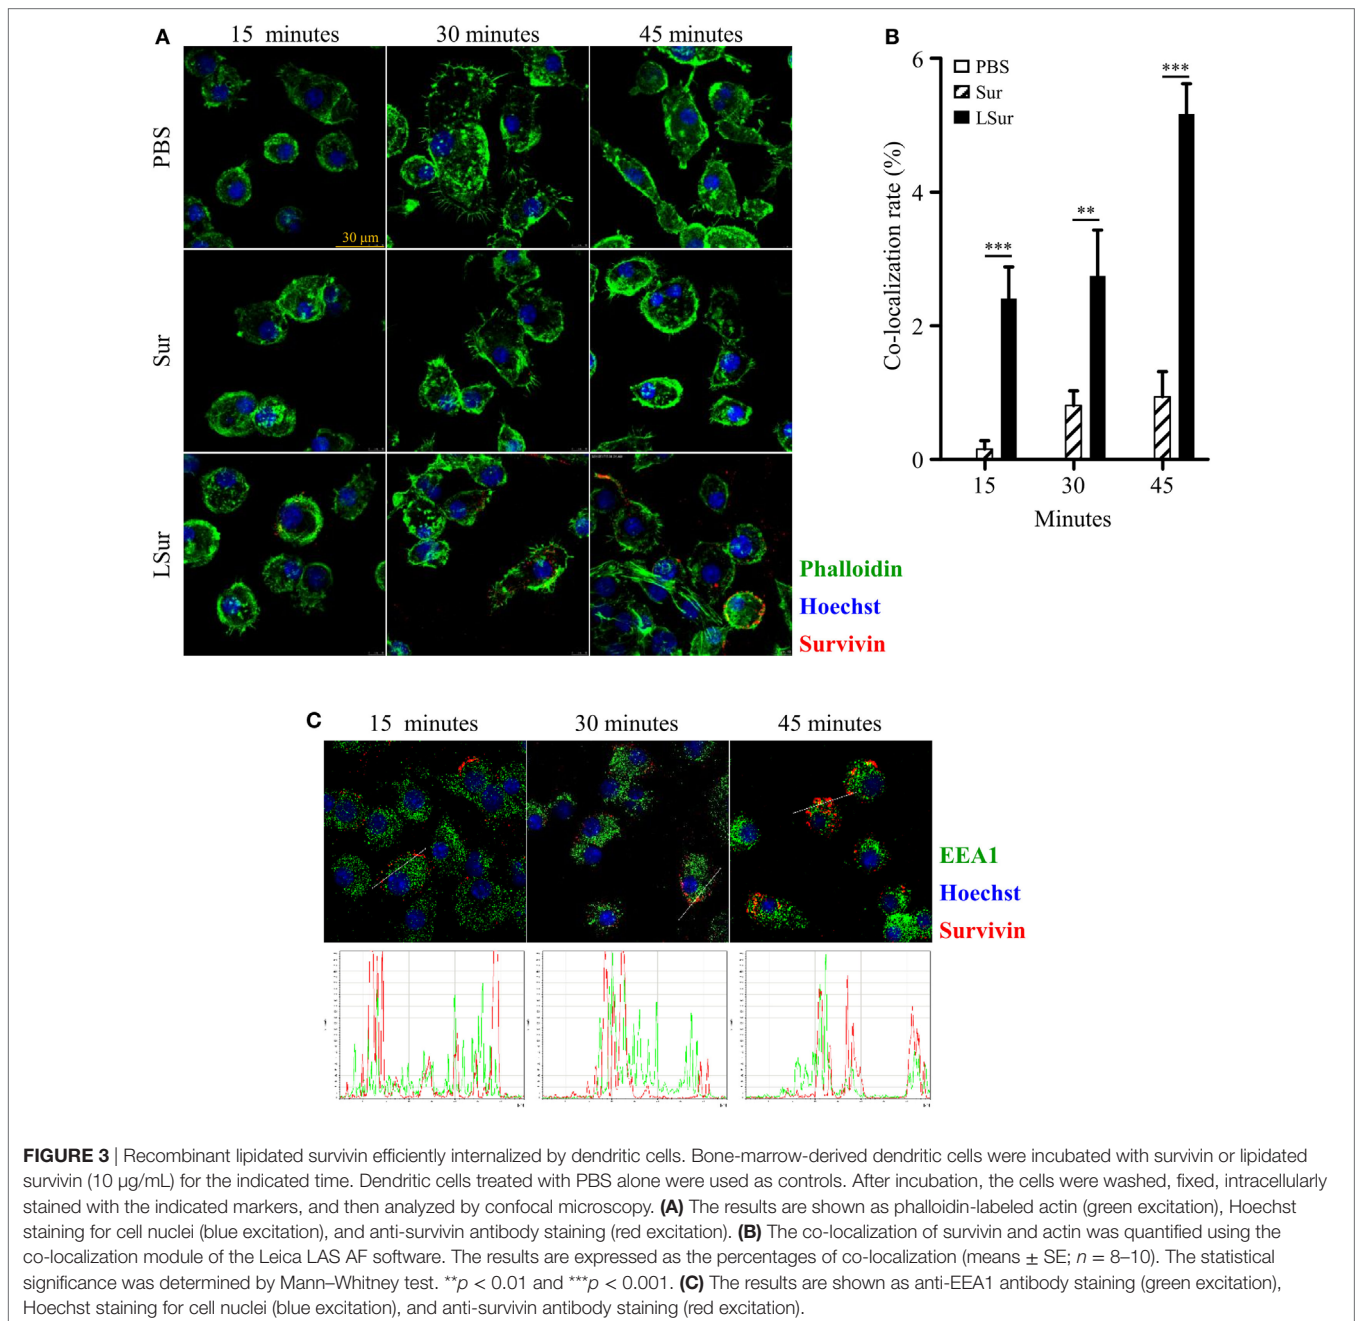 A
15 minutes
30 minutes
45 minutes
PBS
30 µm
Sur
LSur
Phalloidin
Hoechst
Survivin
B
PBS
Sur
LSur
6
4
2
0
Co-localization rate (%)
***
**
***
15
30
45
Minutes
C
15 minutes
30 minutes
45 minutes
EEA1
Hoechst
Survivin
FIGURE 3 | Recombinant lipidated survivin efficiently internalized by dendritic cells. Bone-marrow-derived dendritic cells were incubated with survivin or lipidated
survivin (10 µg/mL) for the indicated time. Dendritic cells treated with PBS alone were used as controls. After incubation, the cells were washed, fixed, intracellularly
stained with the indicated markers, and then analyzed by confocal microscopy. (A) The results are shown as phalloidin-labeled actin (green excitation), Hoechst
staining for cell nuclei (blue excitation), and anti-survivin antibody staining (red excitation). (B) The co-localization of survivin and actin was quantified using the
co-localization module of the Leica LAS AF software. The results are expressed as the percentages of co-localization (means ± SE; n = 8–10). The statistical
significance was determined by Mann–Whitney test. **p < 0.01 and ***p < 0.001. (C) The results are shown as anti-EEA1 antibody staining (green excitation),
Hoechst staining for cell nuclei (blue excitation), and anti-survivin antibody staining (red excitation).